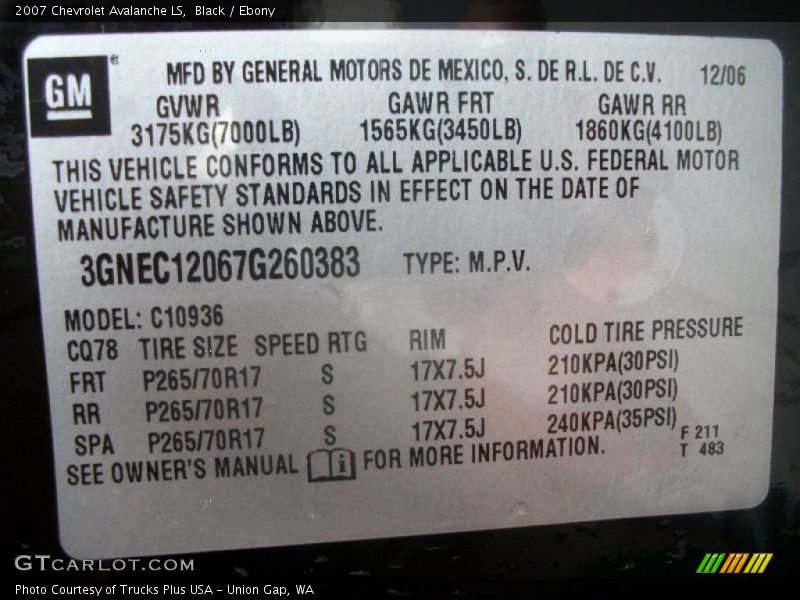 2007 Chevrolet Avalanche LS, Black / Ebony
GM®
MFD BY GENERAL MOTORS DE MEXICO, S. DE R.L. DE C.V. 12/06
GVWR GAWR FRT GAWR RR
3175KG(7000LB) 1565KG(3450LB) 1860KG(4100LB)
THIS VEHICLE CONFORMS TO ALL APPLICABLE U.S. FEDERAL MOTOR
VEHICLE SAFETY STANDARDS IN EFFECT ON THE DATE OF
MANUFACTURE SHOWN ABOVE.
3GNEC12067G260383 TYPE: M.P.V.
MODEL: C10936
CQ78 TIRE SIZE SPEED RTG RIM COLD TIRE PRESSURE
FRT P265/70R17 S 17X7.5J 210KPA(30PSI)
RR P265/70R17 S 17X7.5J 210KPA(30PSI)
SPA P265/70R17 S 17X7.5J 240KPA(35PSI)
SEE OWNER'S MANUAL i FOR MORE INFORMATION.
F 211
T 483
GTCARLOT.COM
Photo Courtesy of Trucks Plus USA - Union Gap, WA